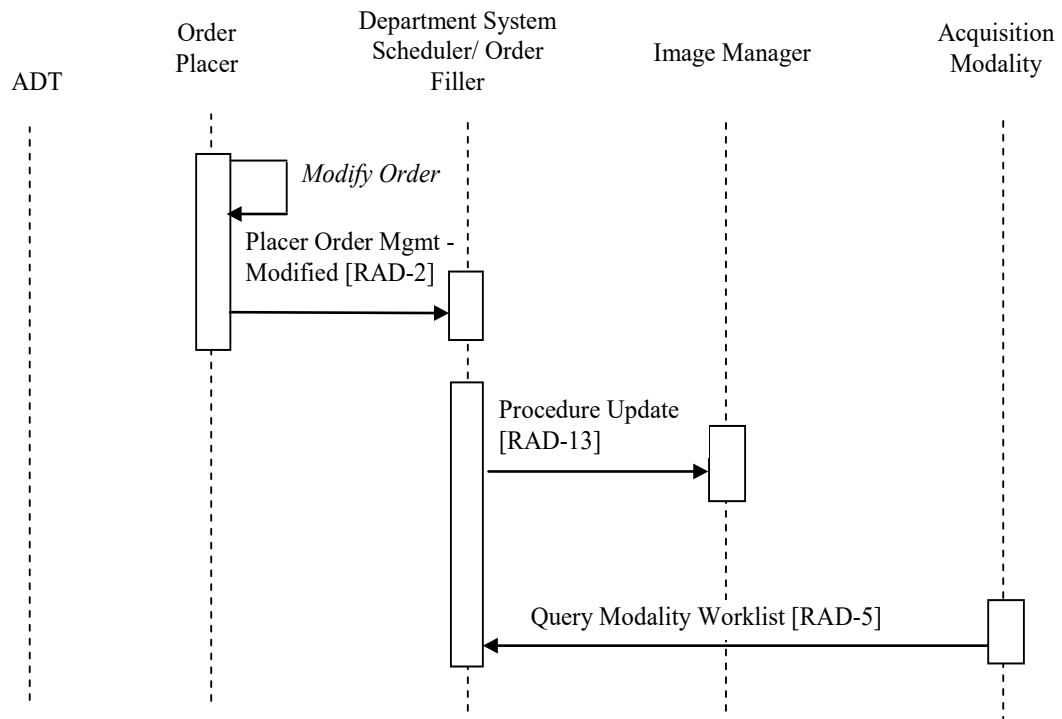 ADT
Order
Placer
Department System
Scheduler/ Order
Filler
Image Manager
Acquisition
Modality
Modify Order
Placer Order Mgmt -
Modified [RAD-2]
Procedure Update
[RAD-13]
Query Modality Worklist [RAD-5]